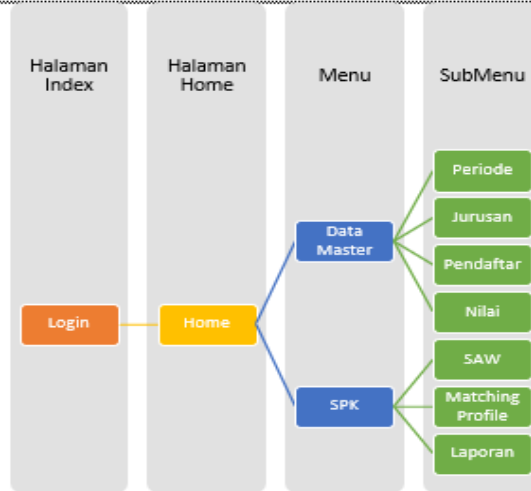 Halaman
Index
Halaman
Home
Menu
SubMenu
Login
Home
Data
Master
SPK
Periode
Jurusan
Pendaftar
Nilai
SAW
Matching
Profile
Laporan